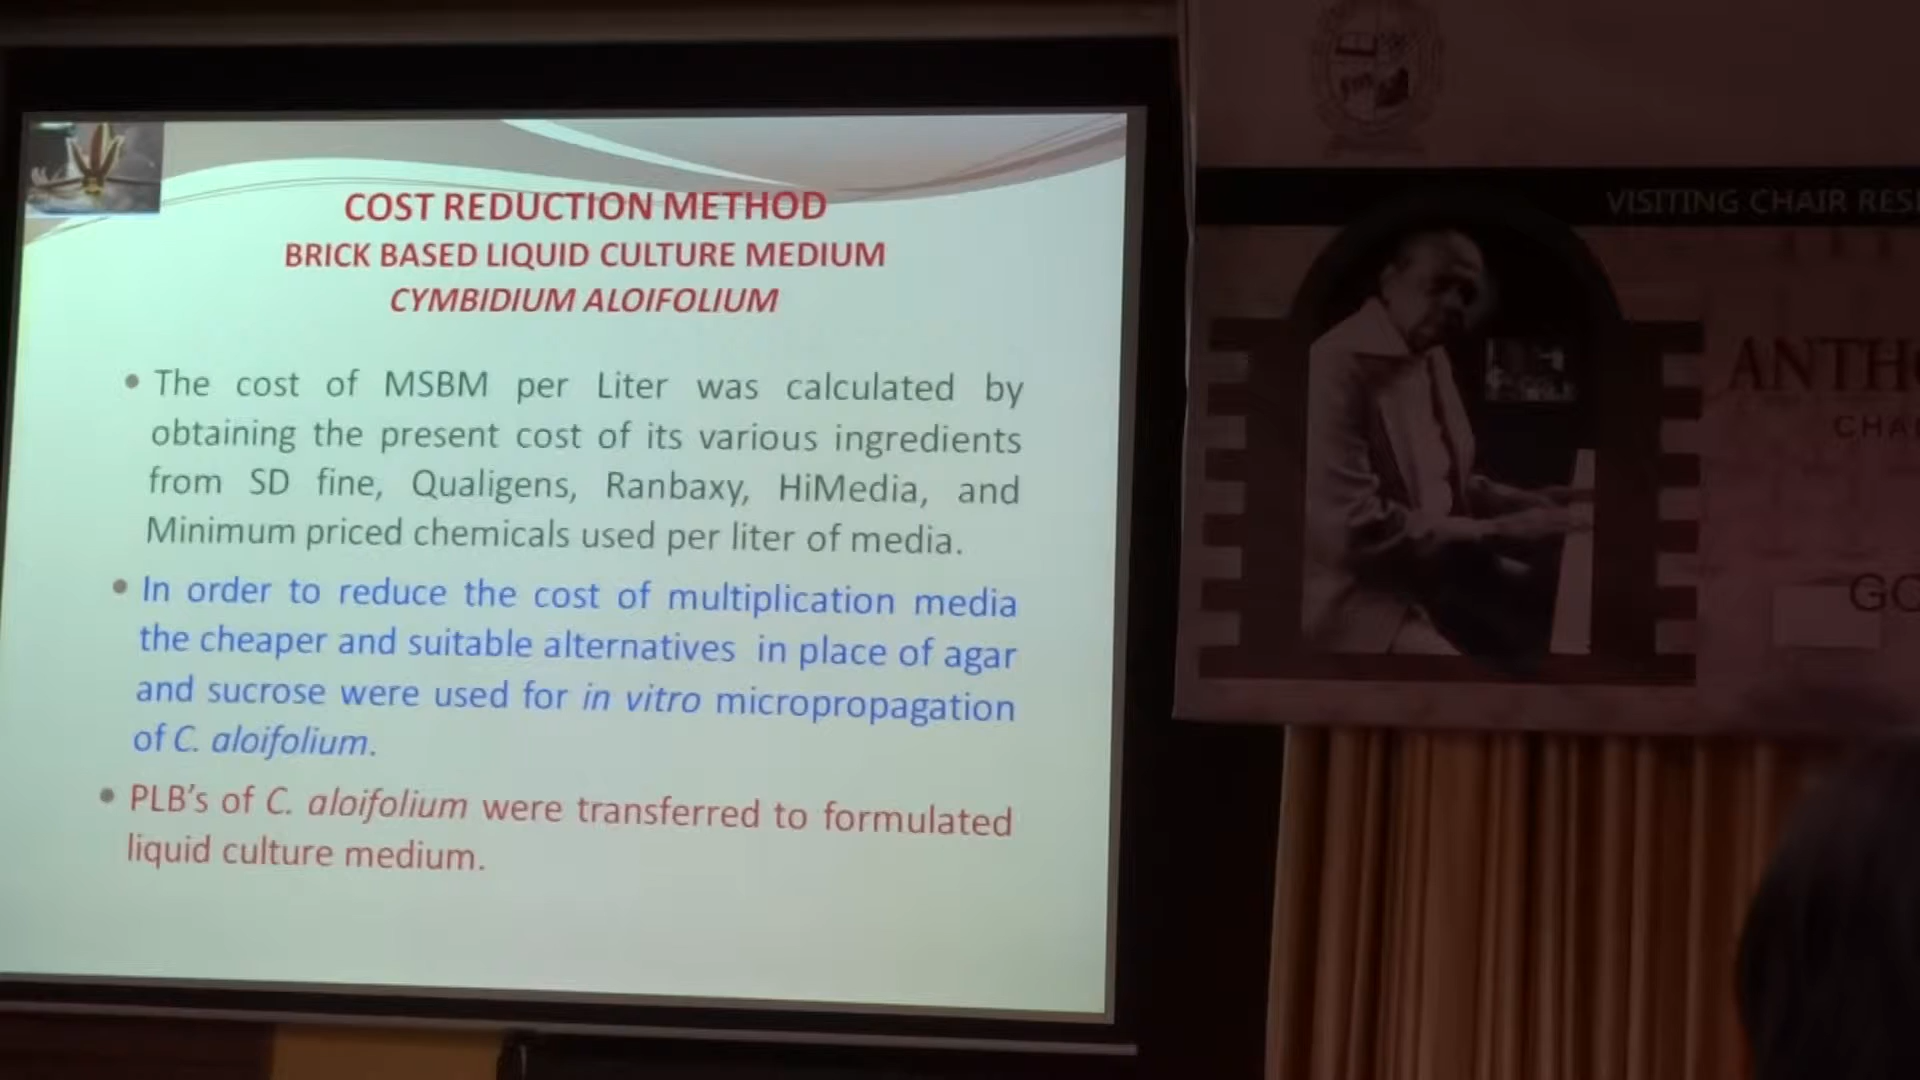 COST REDUCTION METHOD
BRICK BASED LIQUID CULTURE MEDIUM
CYMBIDIUM ALOIFOLIUM
• The cost of MSBM per Liter was calculated by
obtaining the present cost of its various ingredients
from SD fine, Qualigens, Ranbaxy, HiMedia, and
Minimum priced chemicals used per liter of media.
• In order to reduce the cost of multiplication media
the cheaper and suitable alternatives in place of agar
and sucrose were used for in vitro micropropagation
of C. aloifolium.
• PLB's of C. aloifolium were transferred to formulated
liquid culture medium.
VISITING CHAIR RES
ANTH
CHA
GO